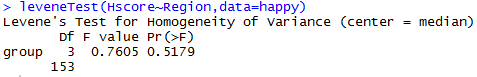 > leveneTest(Hscore~Region,data=happy)
Levene's Test for Homogeneity of Variance (center = median)
       Df F value Pr(>F)
group   3  0.7605 0.5179
      153